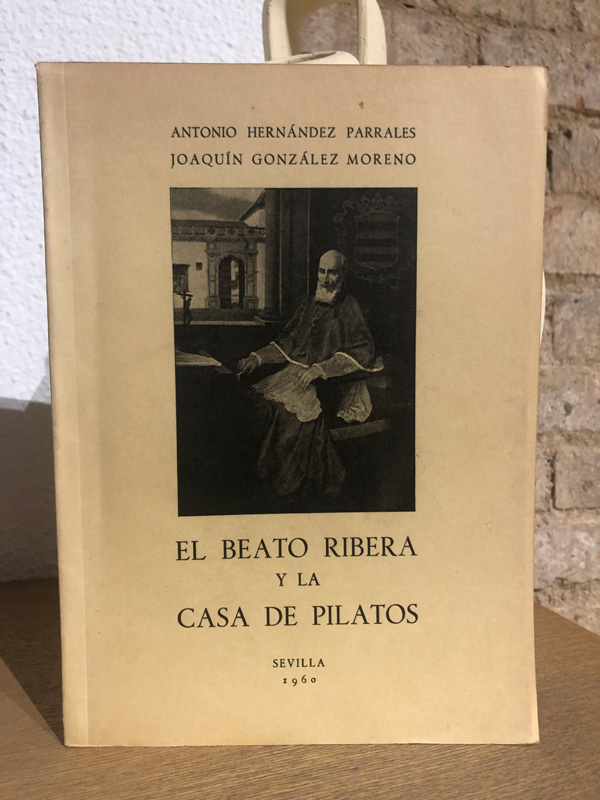 ANTONIO HERNÁNDEZ PARRALES
JOAQUÍN GONZÁLEZ MORENO
EL BEATO RIBERA
Y LA
CASA DE PILATOS
SEVILLA
1960